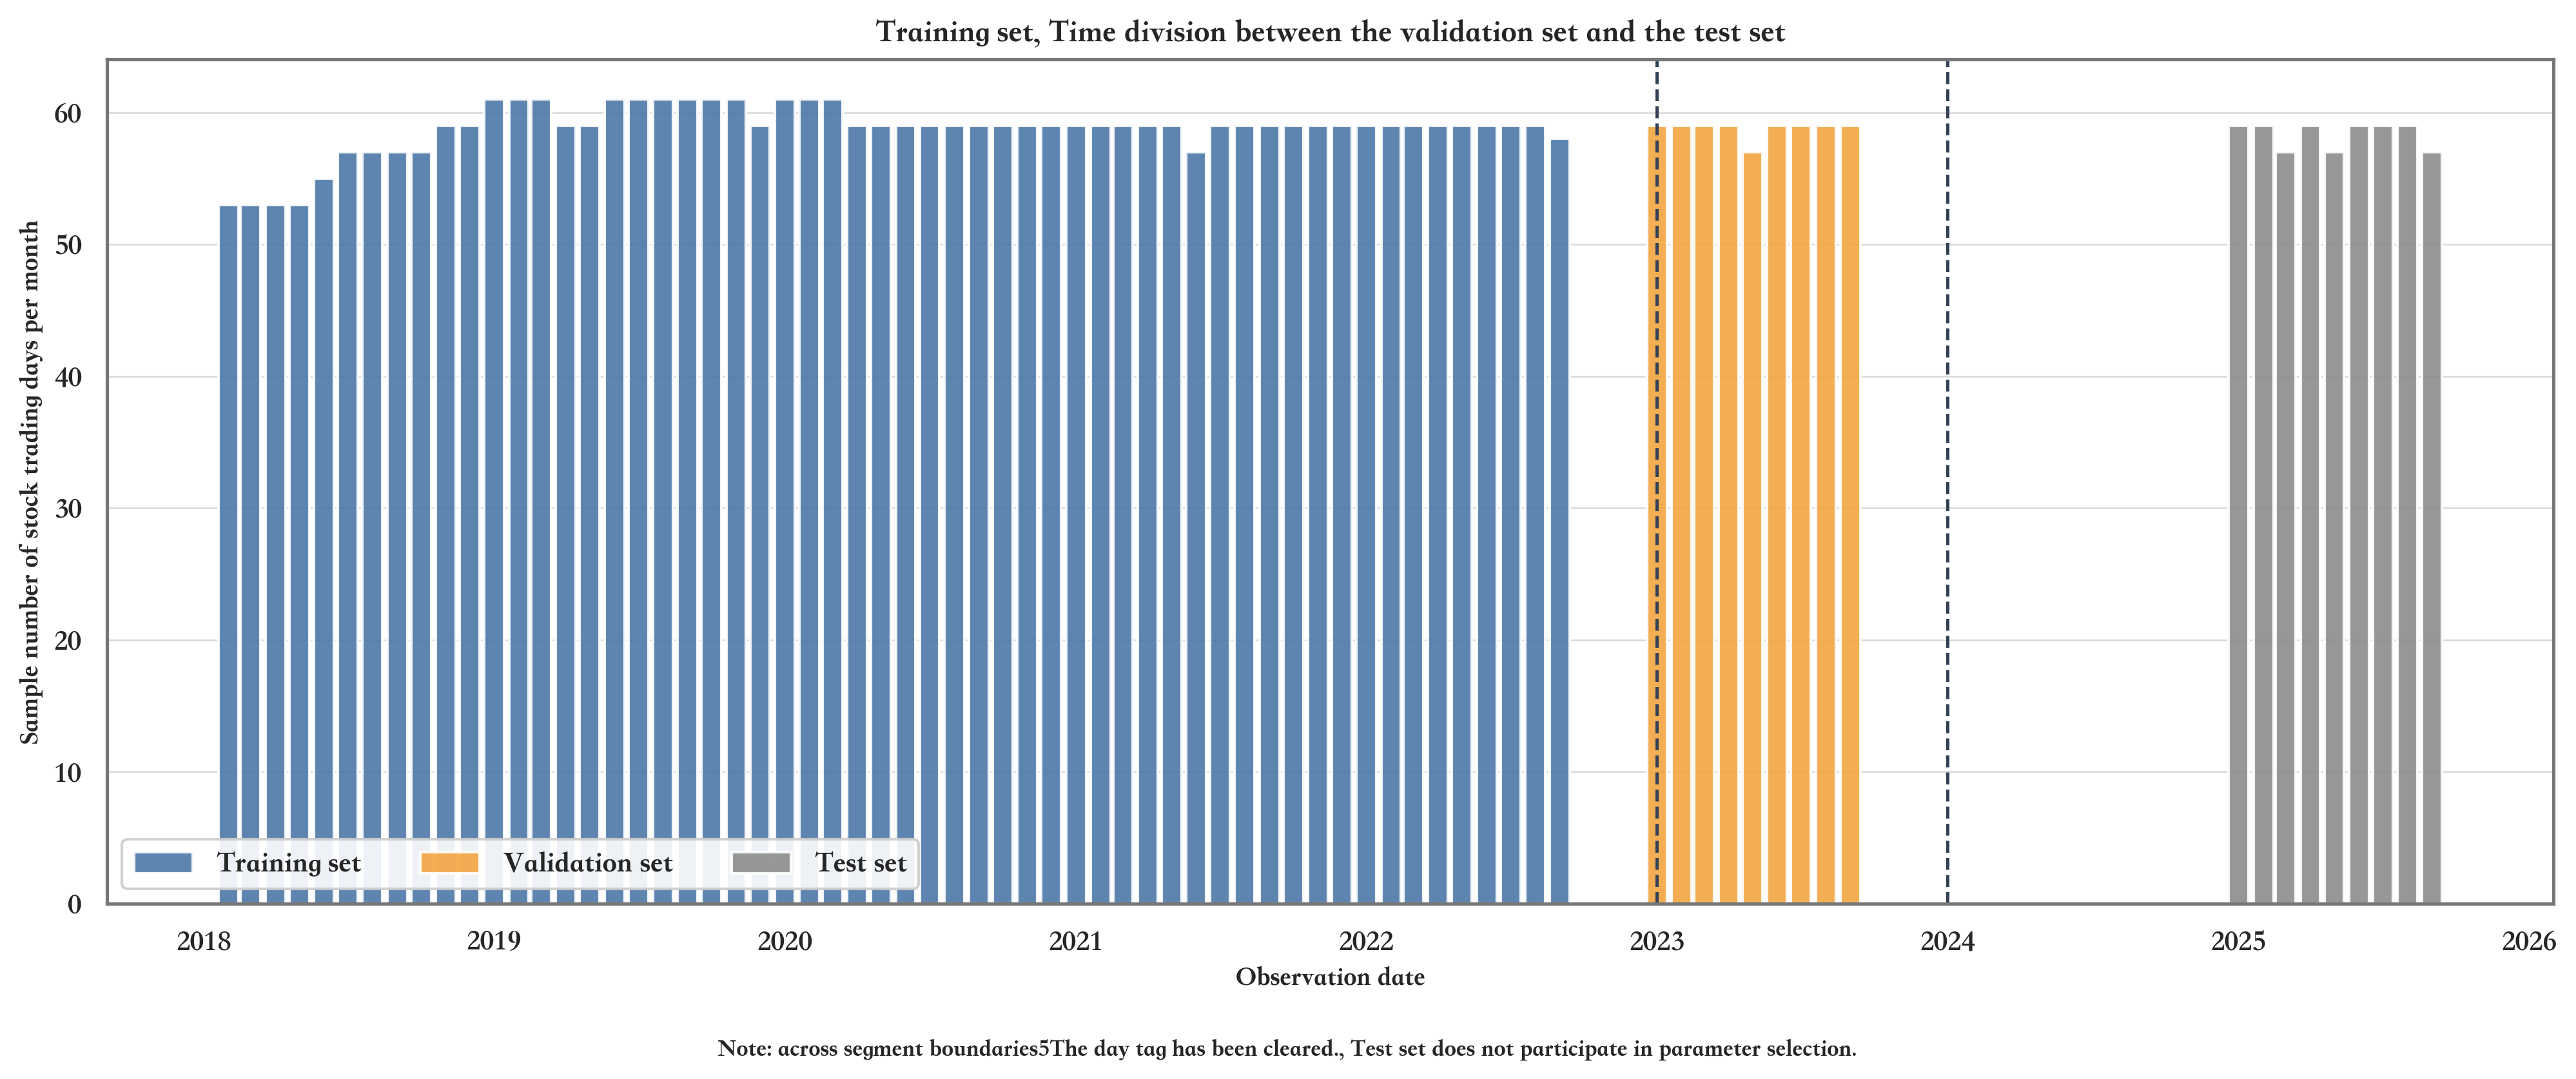 Training set, Time division between the validation set and the test set
Sample number of stock trading days per month
60
50
40
30
20
10
0
Training set
Validation set
Test set
2018 2019 2020 2021 2022 2023 2024 2025 2026
Observation date
Note: across segment boundaries5The day tag has been cleared., Test set does not participate in parameter selection.